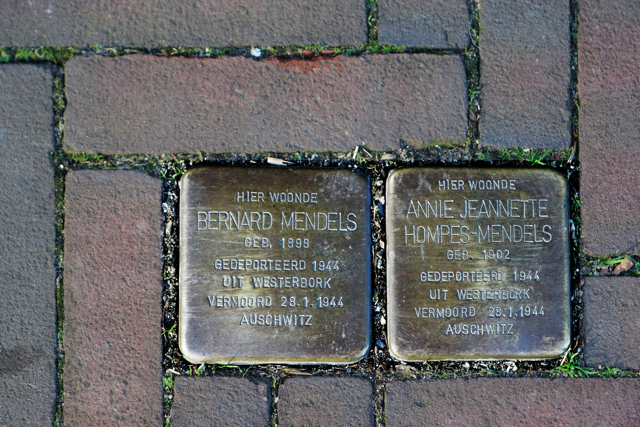 HIER WOONDE
BERNARD MENDELS
GEB. 1898
GEDEPORTEERD 1944
UIT WESTERBORK
VERMOORD 28.1.1944
AUSCHWITZ
HIER WOONDE
ANNIE JEANNETTE
HOMPES-MENDELS
GEB. 1902
GEDEPORTEERD 1944
UIT WESTERBORK
VERMOORD 28.1.1944
AUSCHWITZ